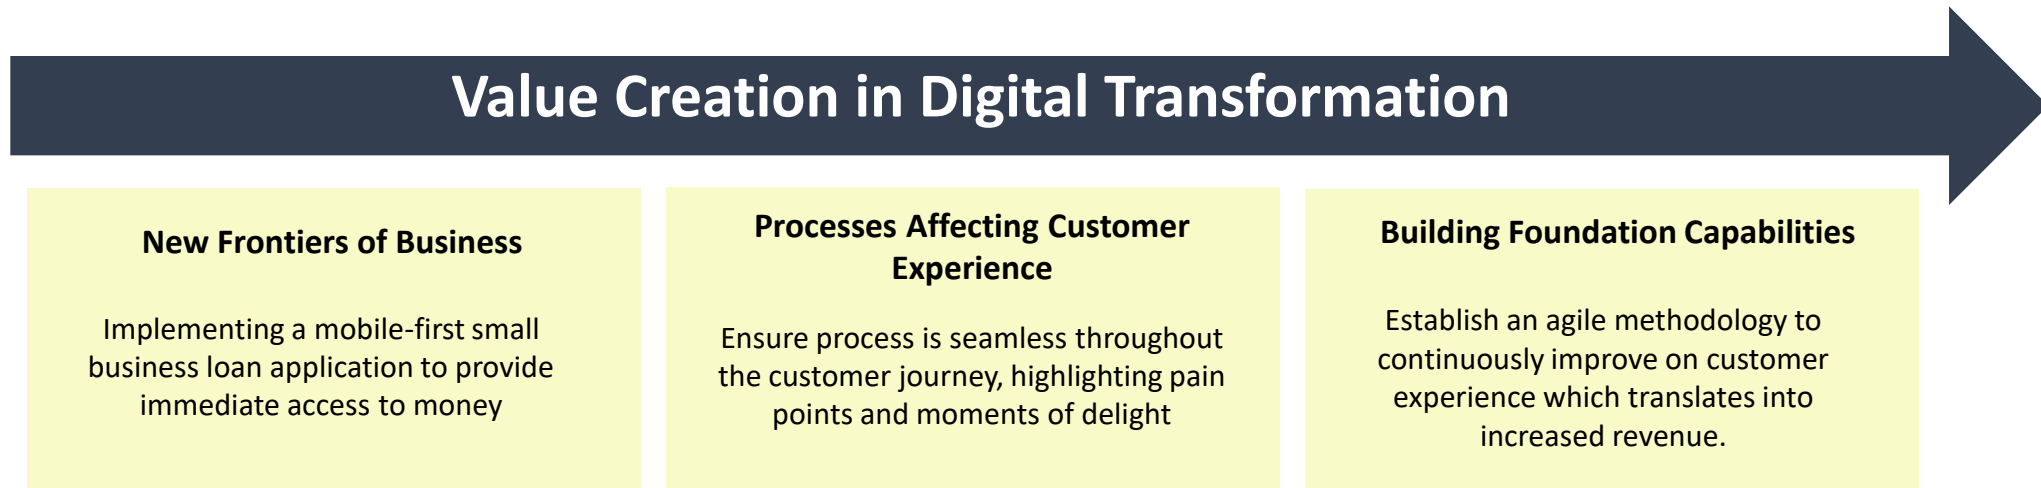 Value Creation in Digital Transformation
New Frontiers of Business
Implementing a mobile-first small
business loan application to provide
immediate access to money
Processes Affecting Customer
Experience
Ensure process is seamless throughout
the customer journey, highlighting pain
points and moments of delight
Building Foundation Capabilities
Establish an agile methodology to
continuously improve on customer
experience which translates into
increased revenue.